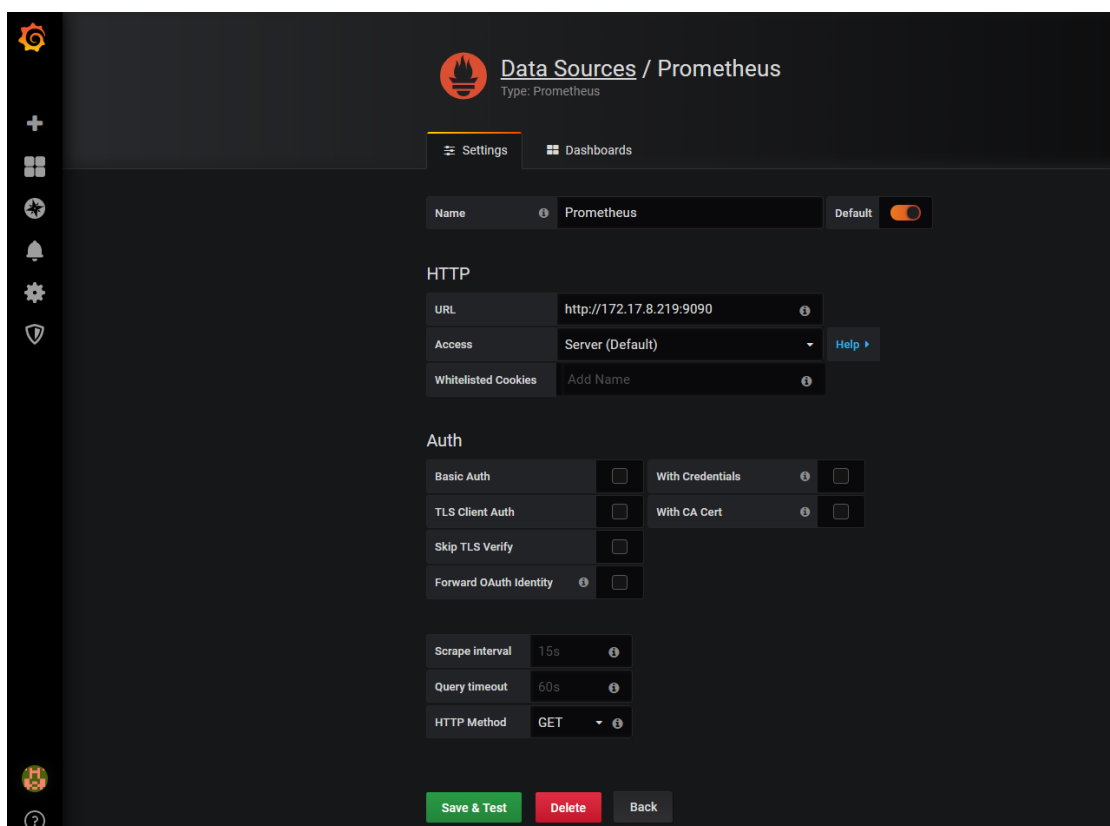 Data Sources / Prometheus
Type: Prometheus
Settings Dashboards
Name Prometheus Default
HTTP
URL http://172.17.8.219:9090
Access Server (Default) Help
Whitelisted Cookies Add Name
Auth
Basic Auth With Credentials
TLS Client Auth With CA Cert
Skip TLS Verify
Forward OAuth Identity
Scrape interval 15s
Query timeout 60s
HTTP Method GET
Save & Test Delete Back